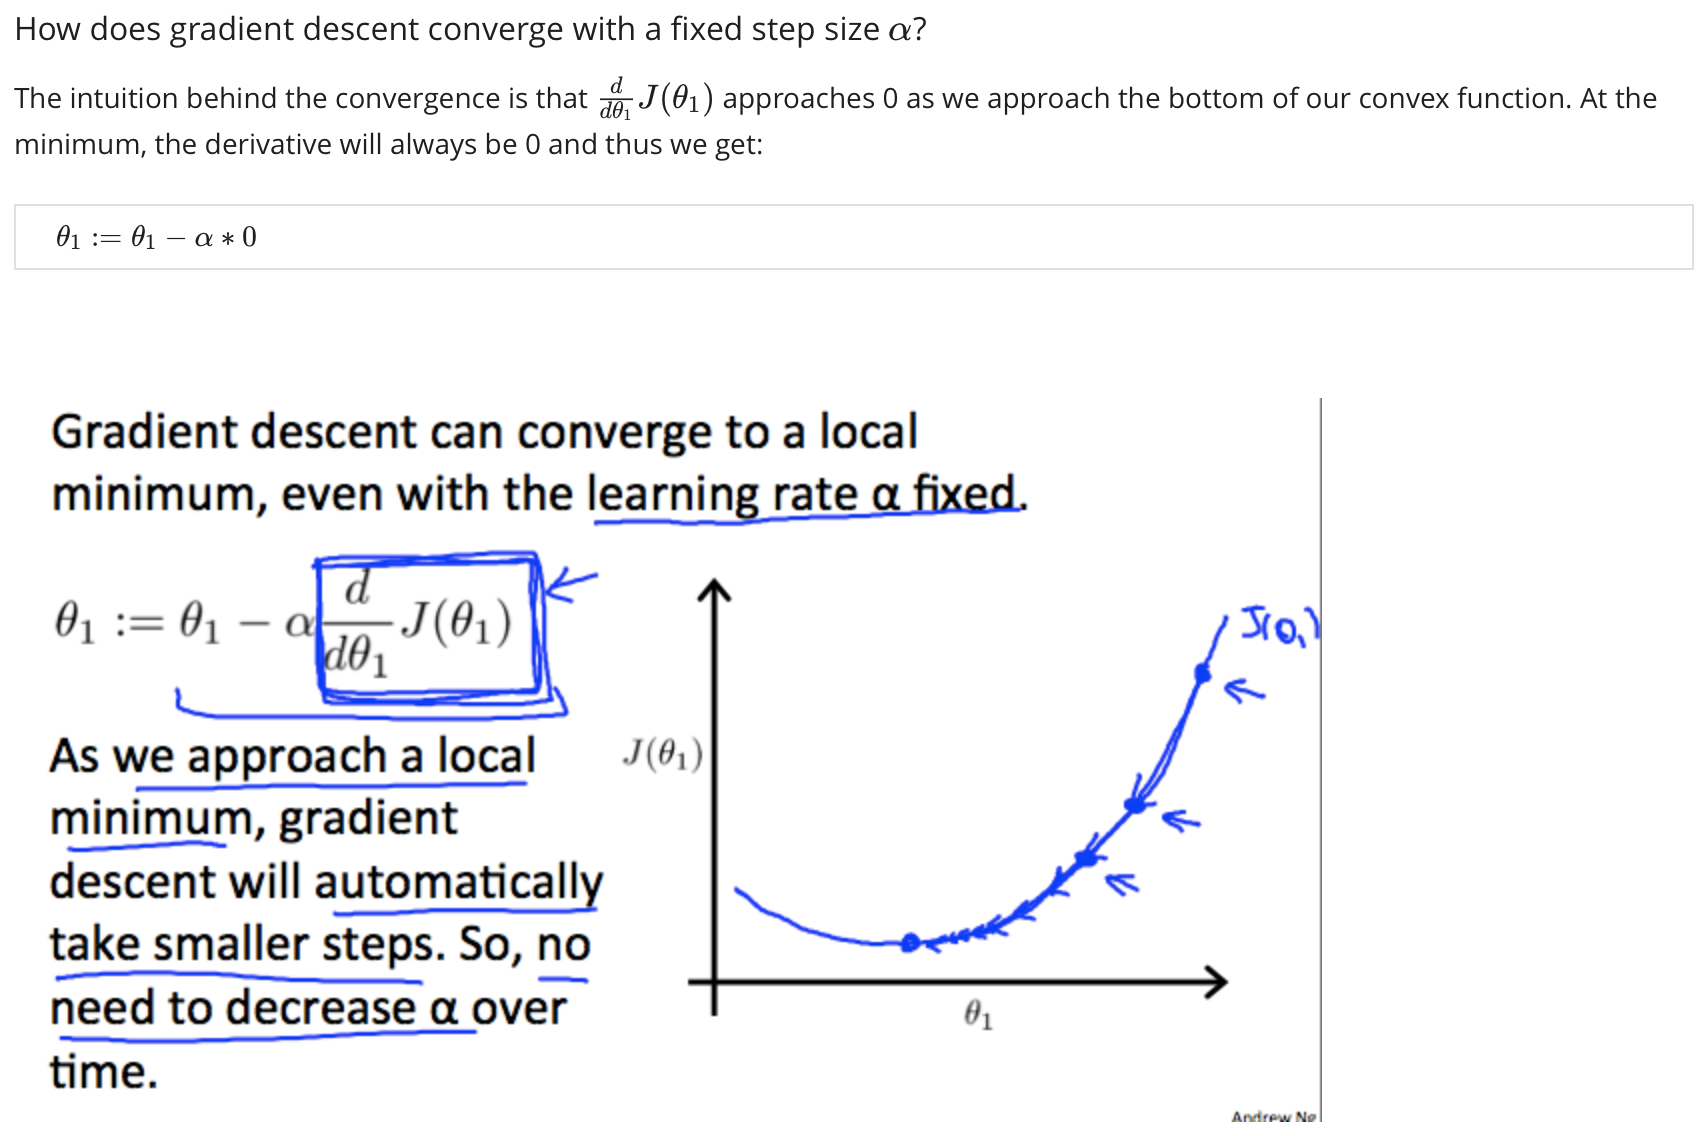 How does gradient descent converge with a fixed step size α?
The intuition behind the convergence is that d/dθ₁ J(θ₁) approaches 0 as we approach the bottom of our convex function. At the
minimum, the derivative will always be 0 and thus we get:
θ₁ := θ₁ − α * 0
Gradient descent can converge to a local
minimum, even with the learning rate α fixed.
θ₁ := θ₁ − α d/dθ₁ J(θ₁)
As we approach a local
minimum, gradient
descent will automatically
take smaller steps. So, no
need to decrease α over
time.
J(θ₁)
J(θ₁)
θ₁
Andrew Ng